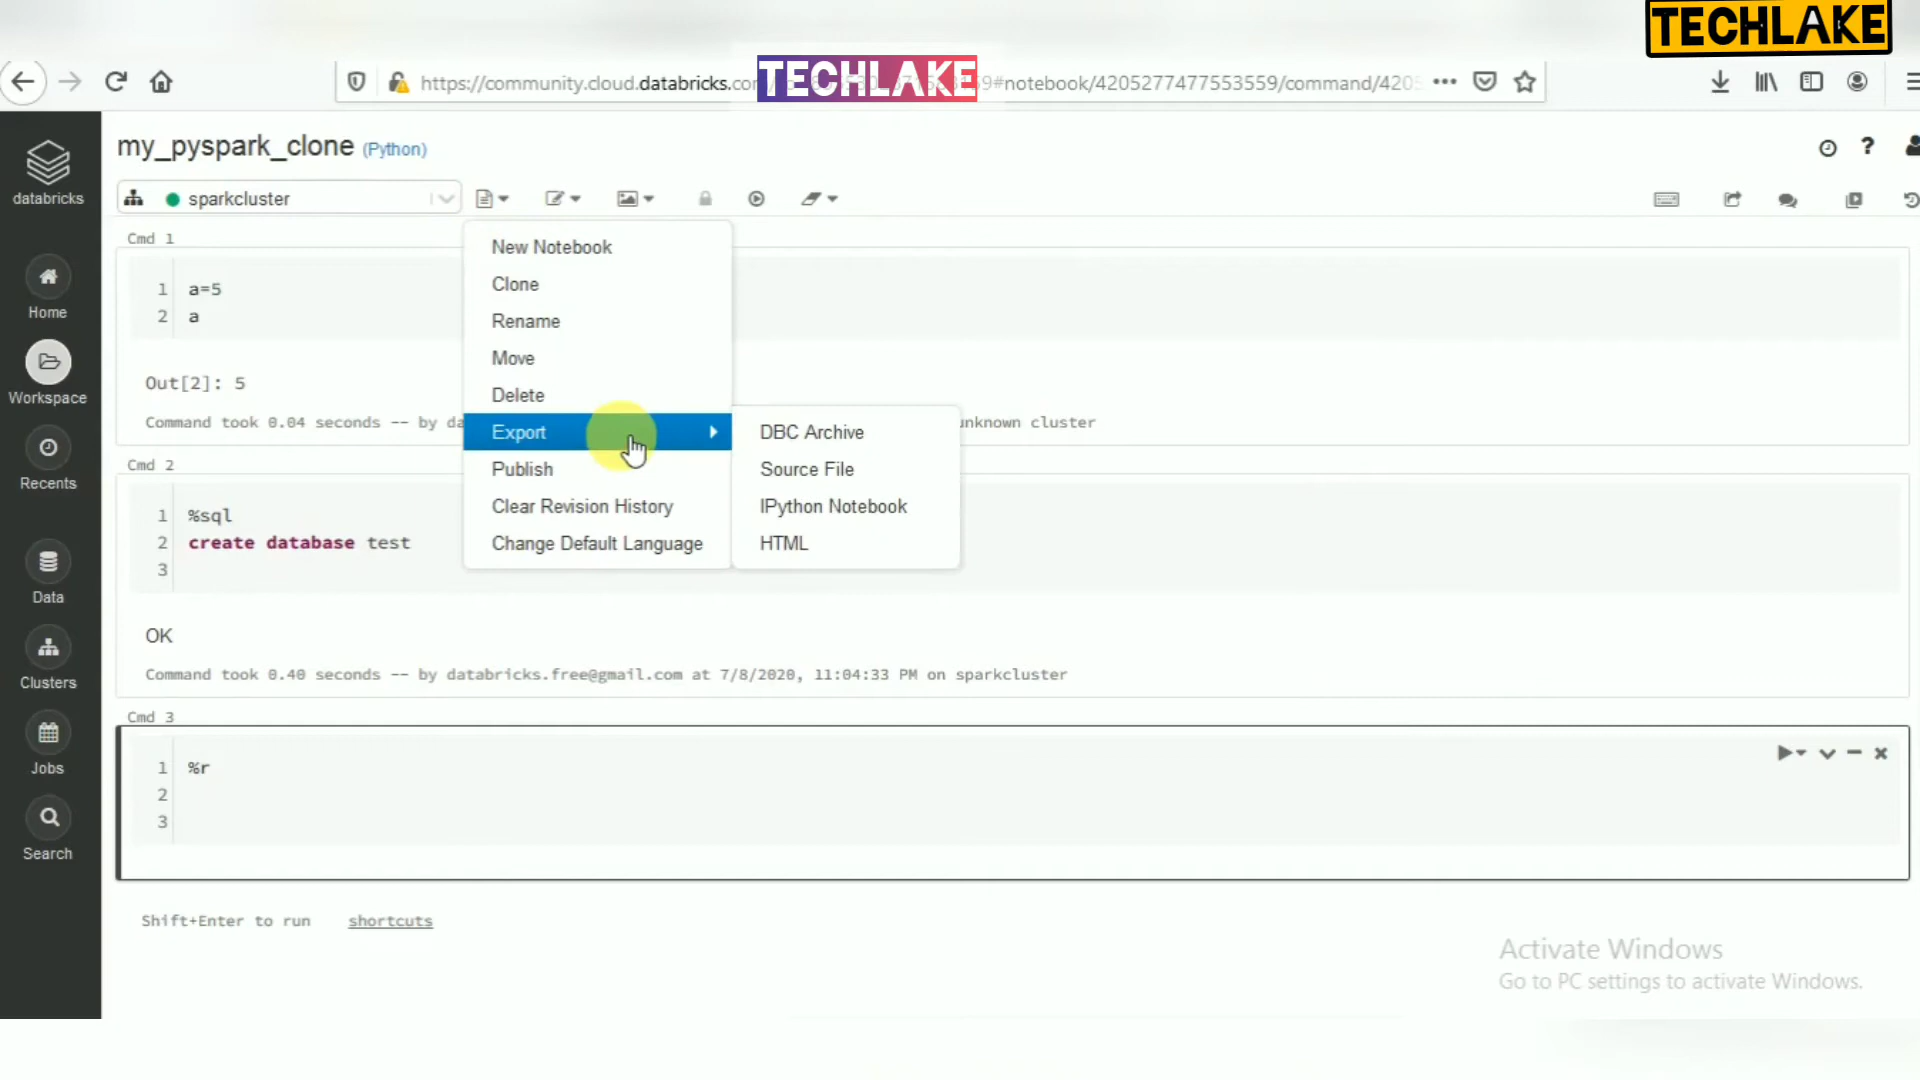 TECHLAKE
TECHLAKE
https://community.cloud.databricks.co
9#notebook/4205277477553559/command/420
my_pyspark_clone (Python)
databricks
sparkcluster
Cmd 1
1 a=5
2 a
Out[2]: 5
Command took 0.04 seconds -- by da
unknown cluster
New Notebook
Clone
Rename
Move
Delete
Export
Publish
Clear Revision History
Change Default Language
DBC Archive
Source File
IPython Notebook
HTML
Cmd 2
1 %sql
2 create database test
3
OK
Command took 0.40 seconds -- by databricks.free@gmail.com at 7/8/2020, 11:04:33 PM on sparkcluster
Cmd 3
1 %r
2
3
Shift+Enter to run shortcuts
Home
Workspace
Recents
Data
Clusters
Jobs
Search
Activate Windows
Go to PC settings to activate Windows.